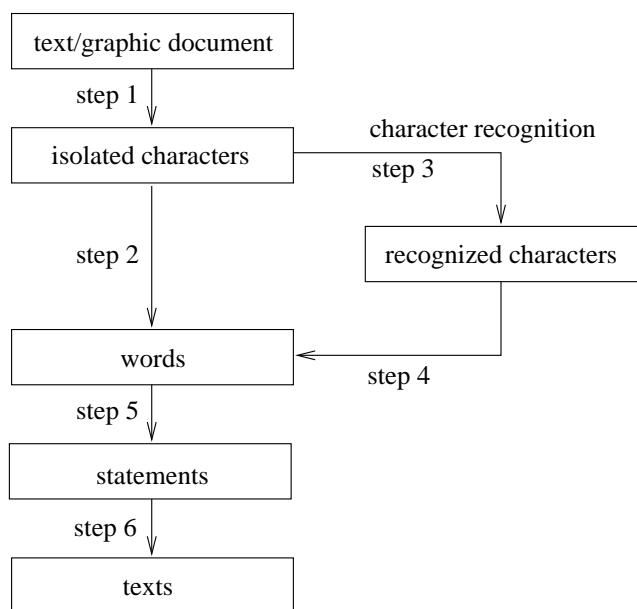 text/graphic document
step 1
isolated characters
character recognition
step 3
step 2
recognized characters
words
step 4
step 5
statements
step 6
texts